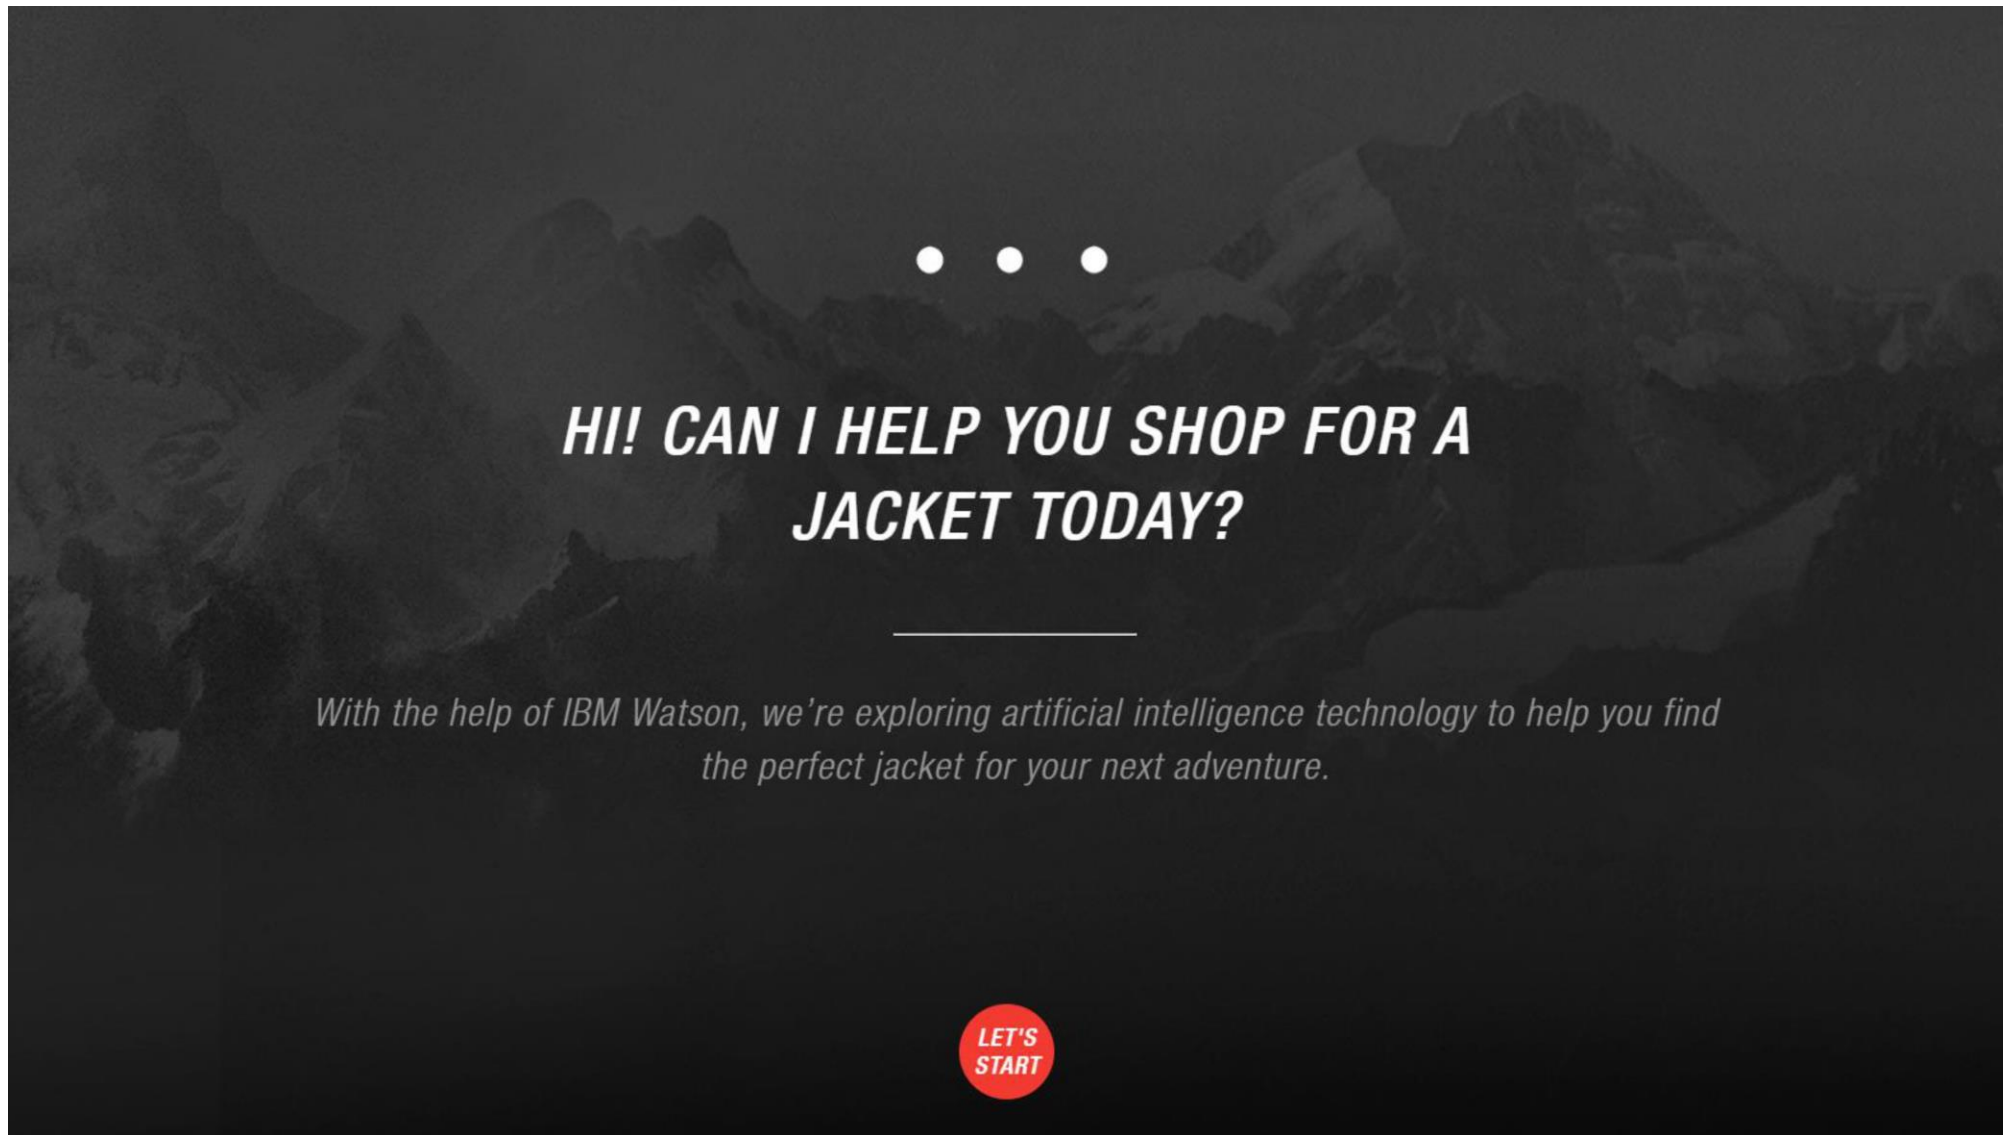 HI! CAN I HELP YOU SHOP FOR A
JACKET TODAY?
With the help of IBM Watson, we're exploring artificial intelligence technology to help you find
the perfect jacket for your next adventure.
LET'S
START